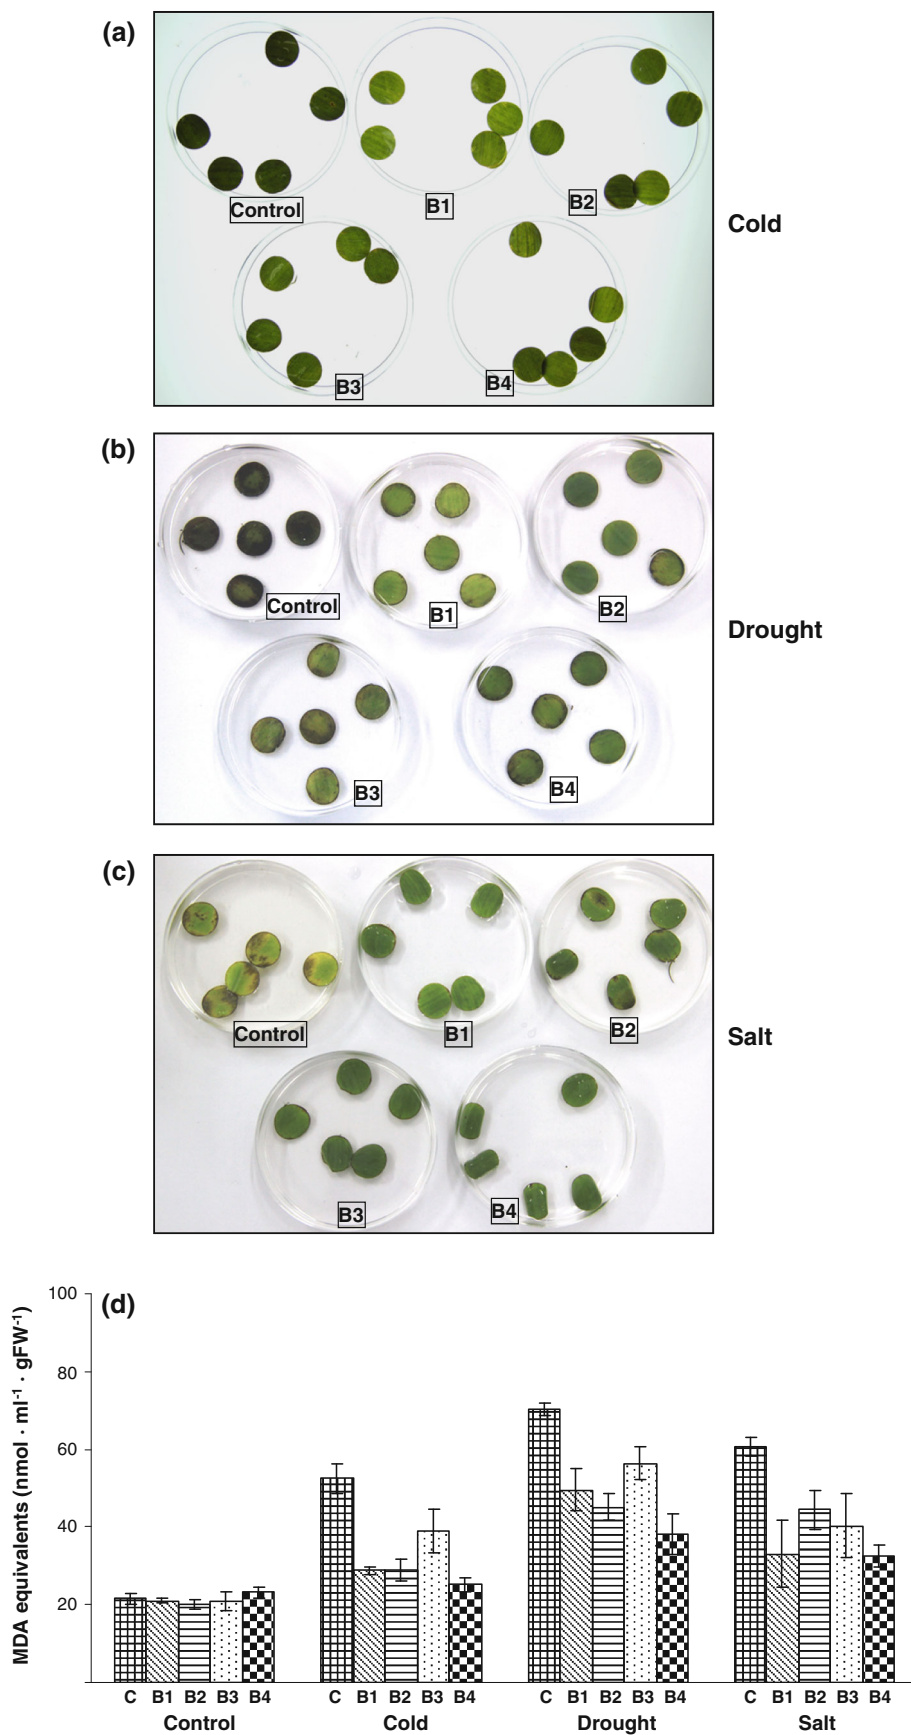 (a)
Control
B1
B2
B3
B4
Cold
(b)
Control
B1
B2
B3
B4
Drought
(c)
Control
B1
B2
B3
B4
Salt
(d)
MDA equivalents (nmol · ml⁻¹ · gFW⁻¹)
100
80
60
40
20
C B1 B2 B3 B4 C B1 B2 B3 B4 C B1 B2 B3 B4 C B1 B2 B3 B4
Control Cold Drought Salt